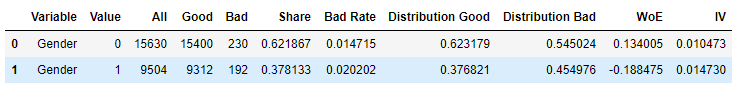 Variable Value All Good Bad Share Bad Rate Distribution Good Distribution Bad WoE IV
0 Gender 0 15630 15400 230 0.621867 0.014715 0.623179 0.545024 0.134005 0.010473
1 Gender 1 9504 9312 192 0.378133 0.020202 0.376821 0.454976 -0.188475 0.014730